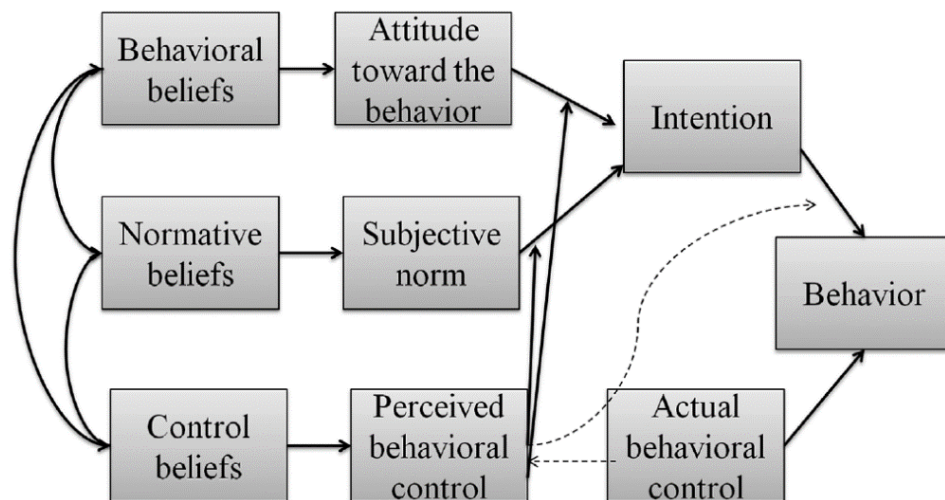 Behavioral
beliefs
Attitude
toward the
behavior
Intention
Normative
beliefs
Subjective
norm
Behavior
Control
beliefs
Perceived
behavioral
control
Actual
behavioral
control